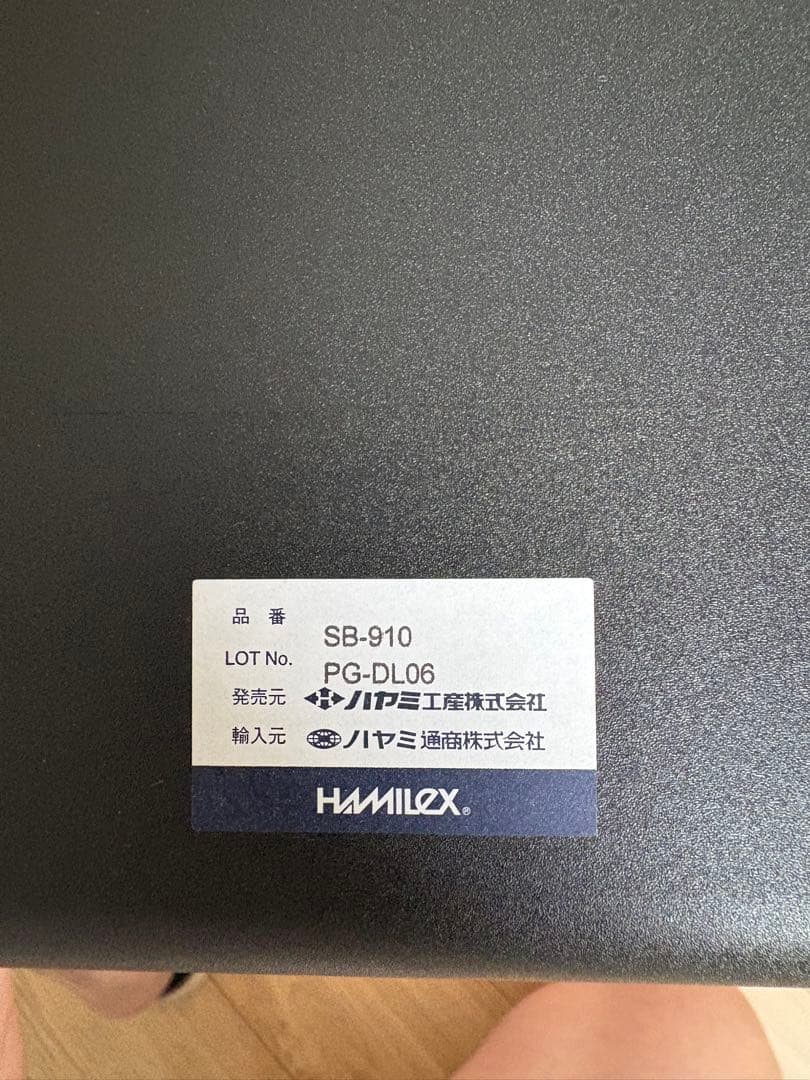 品番 SB-910
LOT No. PG-DL06
発売元 H ハヤミ工産株式会社
輸入元 ハヤミ通商株式会社
HAMILEX®